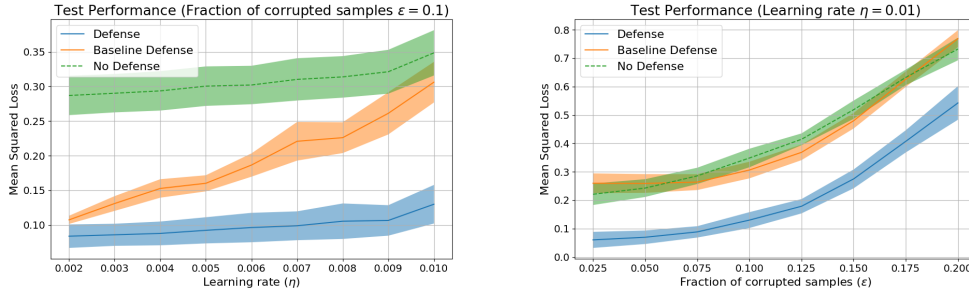 Test Performance (Fraction of corrupted samples ε = 0.1)
Defense
Baseline Defense
No Defense
Mean Squared Loss
0.35
0.30
0.25
0.20
0.15
0.10
0.002 0.003 0.004 0.005 0.006 0.007 0.008 0.009 0.010
Learning rate (η)
Test Performance (Learning rate η = 0.01)
Defense
Baseline Defense
No Defense
Mean Squared Loss
0.8
0.7
0.6
0.5
0.4
0.3
0.2
0.1
0.0
0.025 0.050 0.075 0.100 0.125 0.150 0.175 0.200
Fraction of corrupted samples (ε)